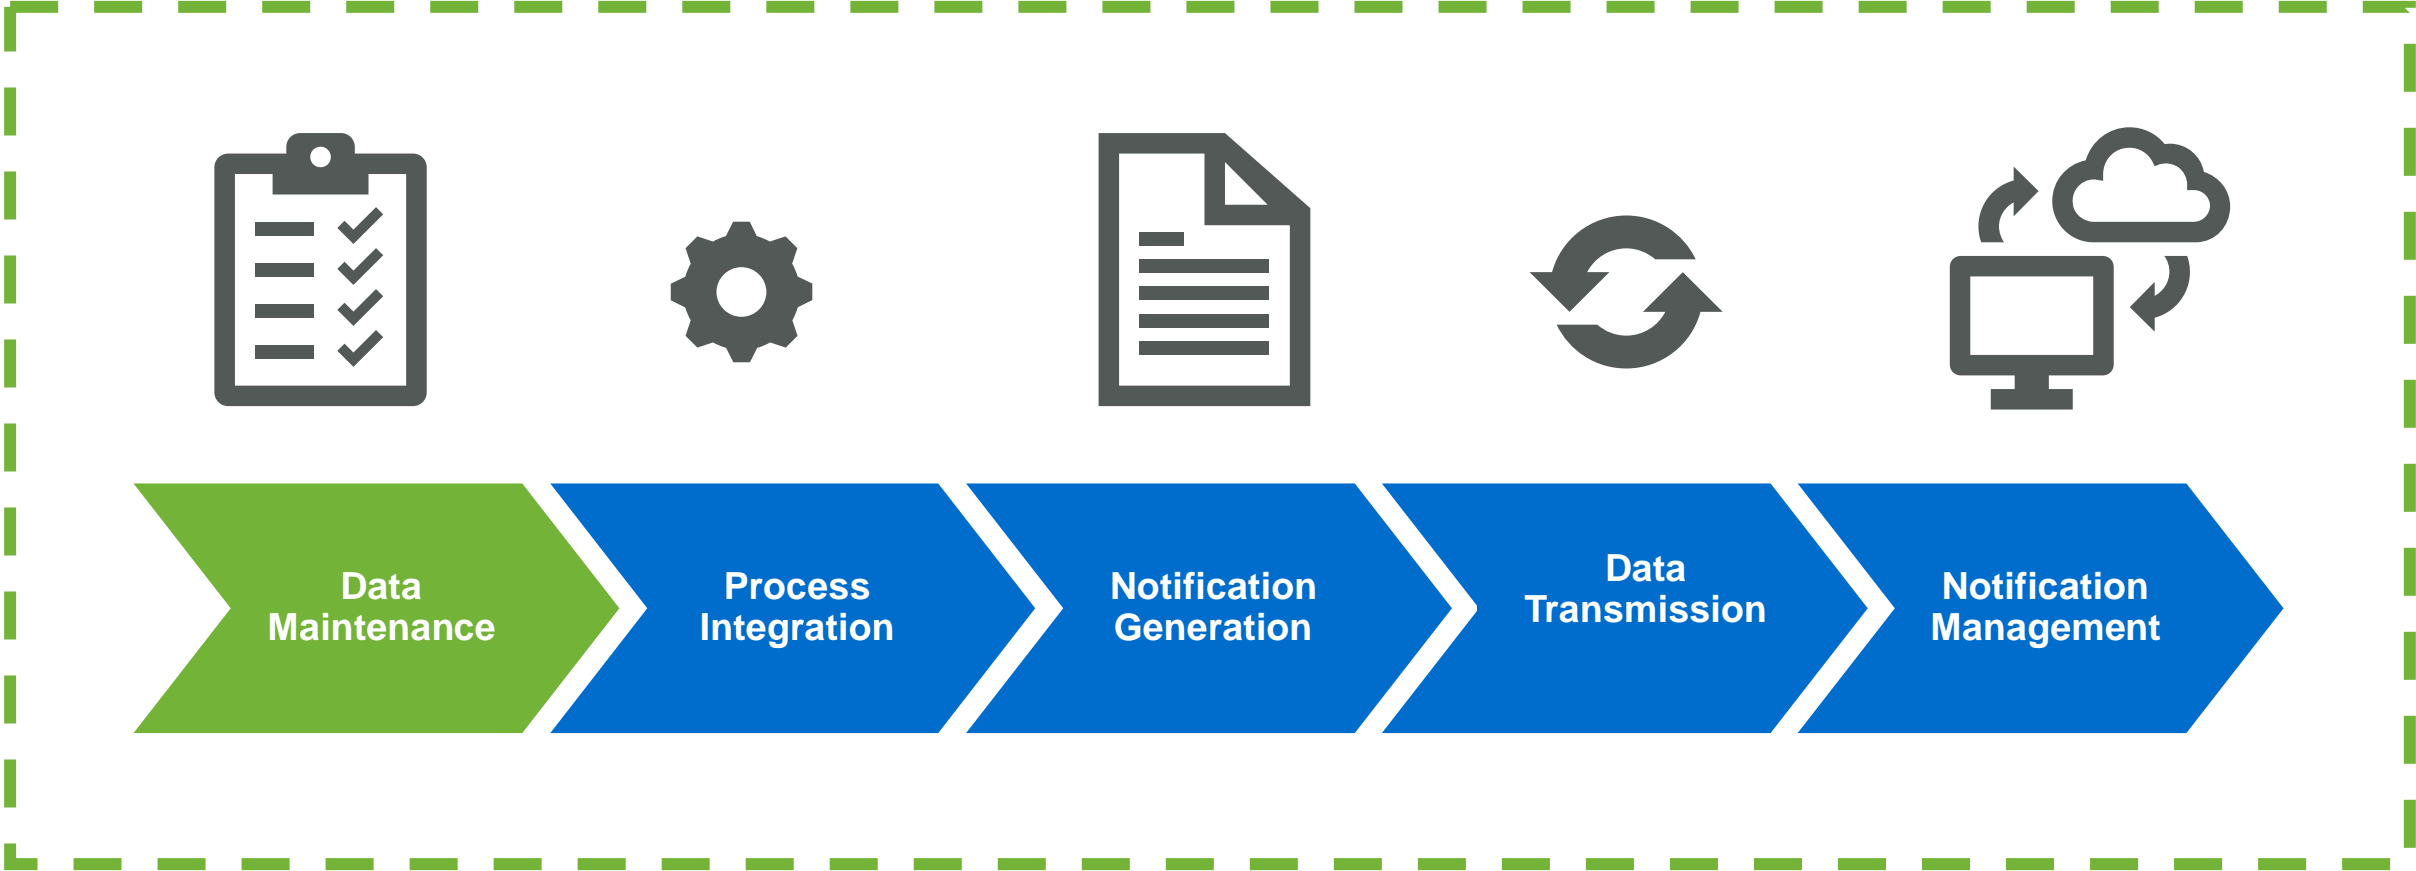 Data
Maintenance
Process
Integration
Notification
Generation
Data
Transmission
Notification
Management